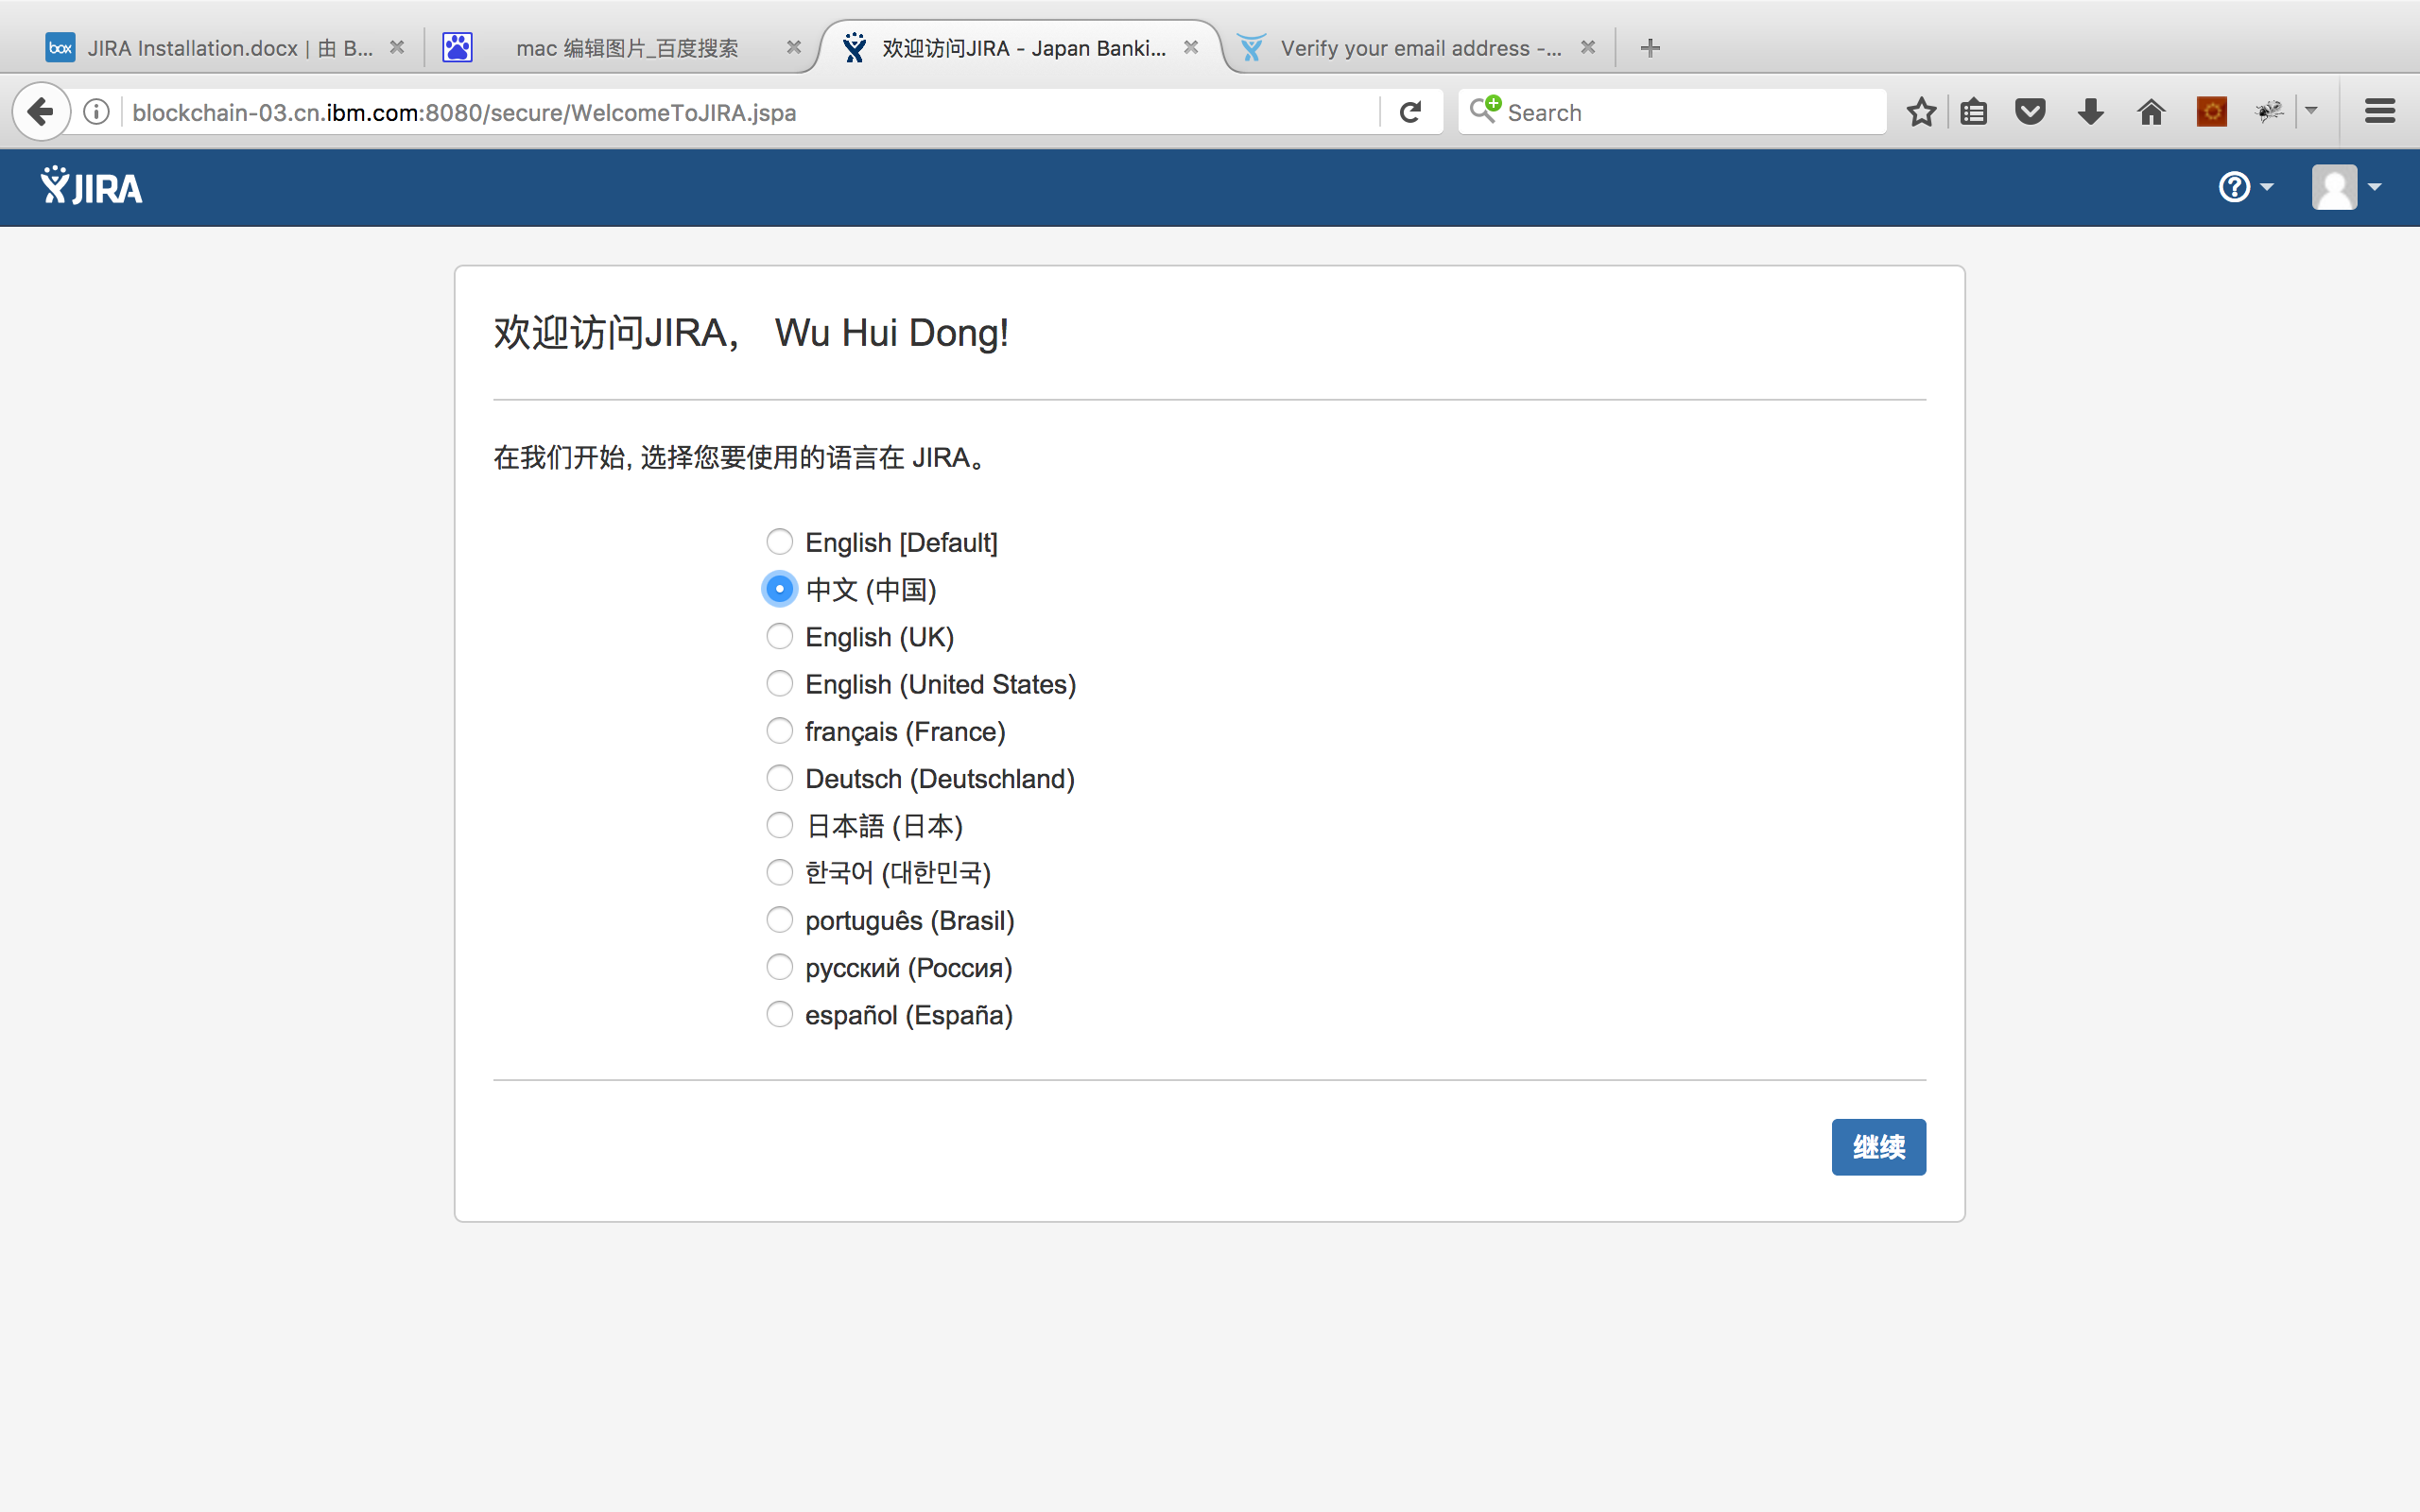 box JIRA Installation.docx | 由 B...
mac 编辑图片_百度搜索
欢迎访问JIRA - Japan Banki...
Verify your email address -...
blockchain-03.cn.ibm.com:8080/secure/WelcomeToJIRA.jspa
Search
JIRA
欢迎访问JIRA， Wu Hui Dong!
在我们开始, 选择您要使用的语言在 JIRA。
English [Default]
中文 (中国)
English (UK)
English (United States)
français (France)
Deutsch (Deutschland)
日本語 (日本)
한국어 (대한민국)
português (Brasil)
русский (Россия)
español (España)
继续